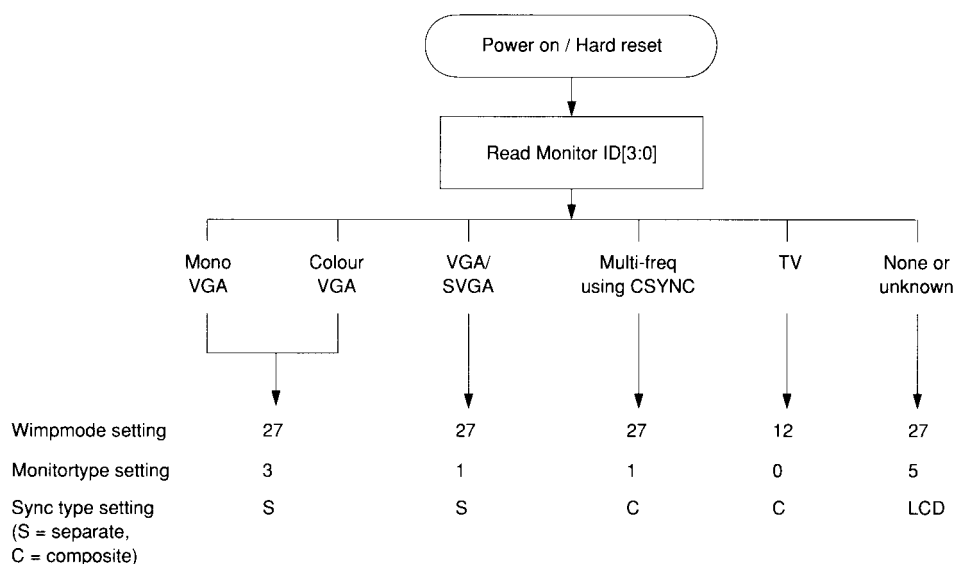 Power on / Hard reset
Read Monitor ID[3:0]
Mono
VGA
Colour
VGA
VGA/
SVGA
Multi-freq
using CSYNC
TV
None or
unknown
Wimpmode setting 27 27 27 12 27
Monitortype setting 3 1 1 0 5
Sync type setting S S C C LCD
(S = separate,
C = composite)